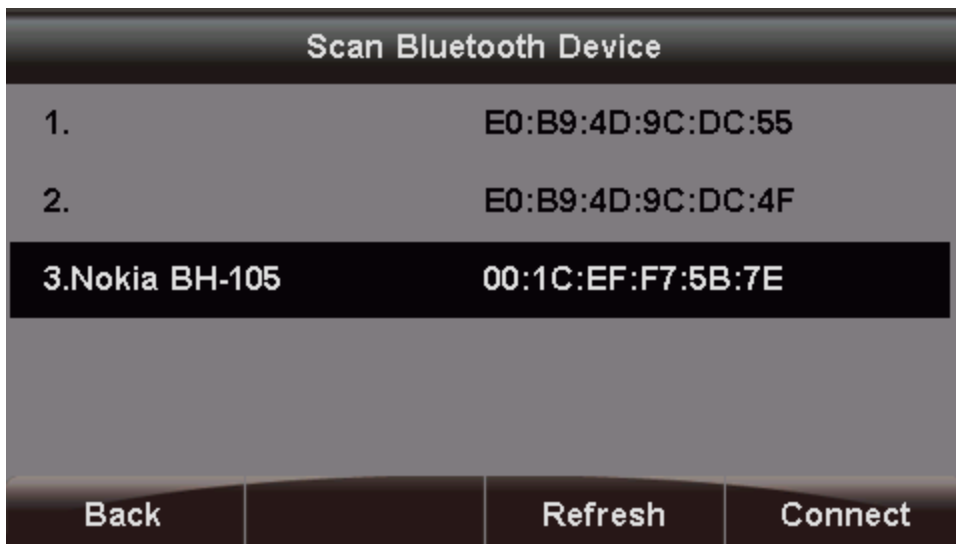 Scan Bluetooth Device
1. E0:B9:4D:9C:DC:55
2. E0:B9:4D:9C:DC:4F
3.Nokia BH-105 00:1C:EF:F7:5B:7E
Back Refresh Connect